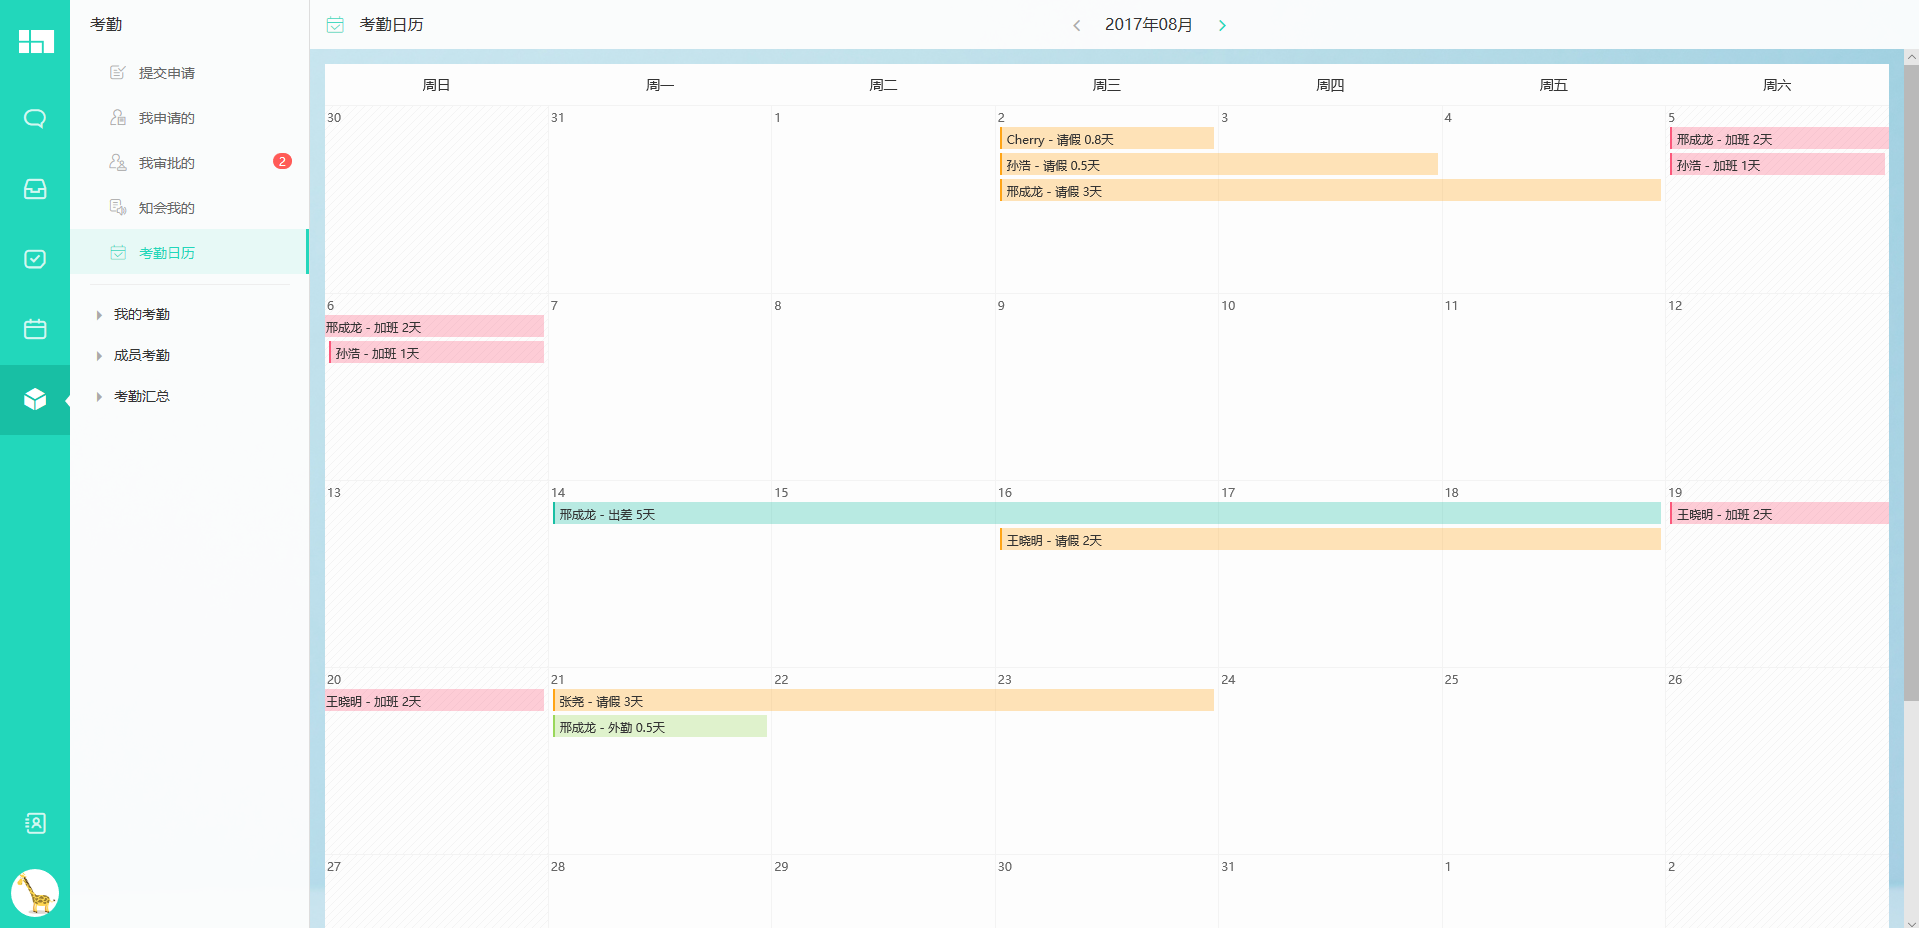 考勤
提交申请
我申请的
我审批的
2
知会我的
考勤日历
我的考勤
成员考勤
考勤汇总
考勤日历
2017年08月
周日 周一 周二 周三 周四 周五 周六
30 31 1 2 3 4 5
Cherry - 请假 0.8天
邢成龙 - 加班 2天
孙浩 - 请假 0.5天
孙浩 - 加班 1天
邢成龙 - 请假 3天
6 7 8 9 10 11 12
邢成龙 - 加班 2天
孙浩 - 加班 1天
13 14 15 16 17 18 19
邢成龙 - 出差 5天
王晓明 - 加班 2天
王晓明 - 请假 2天
20 21 22 23 24 25 26
王晓明 - 加班 2天
张尧 - 请假 3天
邢成龙 - 外勤 0.5天
27 28 29 30 31 1 2